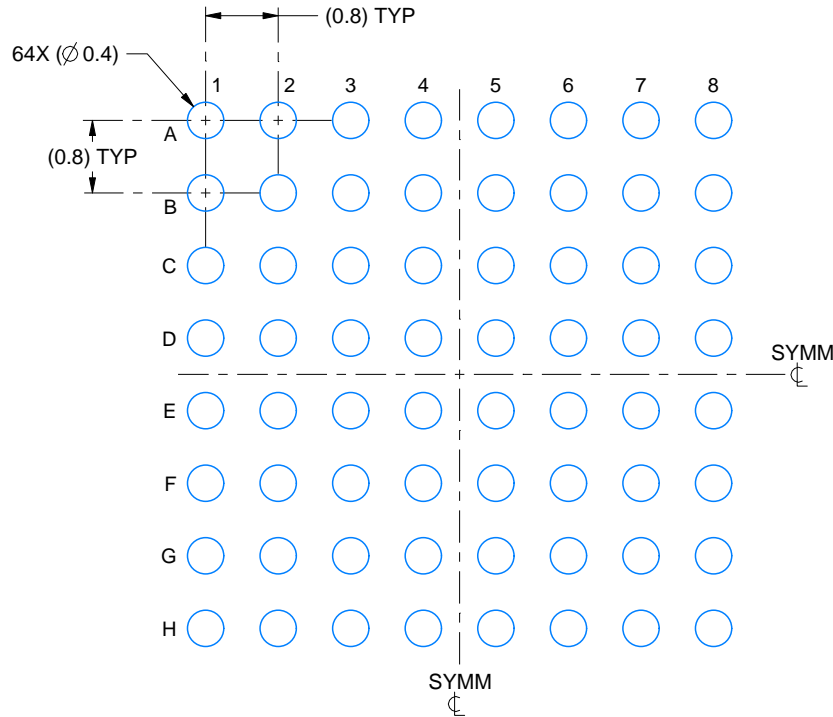 (0.8) TYP
64X (∅ 0.4)
1 2 3 4 5 6 7 8
A
(0.8) TYP
B
C
D
SYMM
℄
E
F
G
H
SYMM
℄